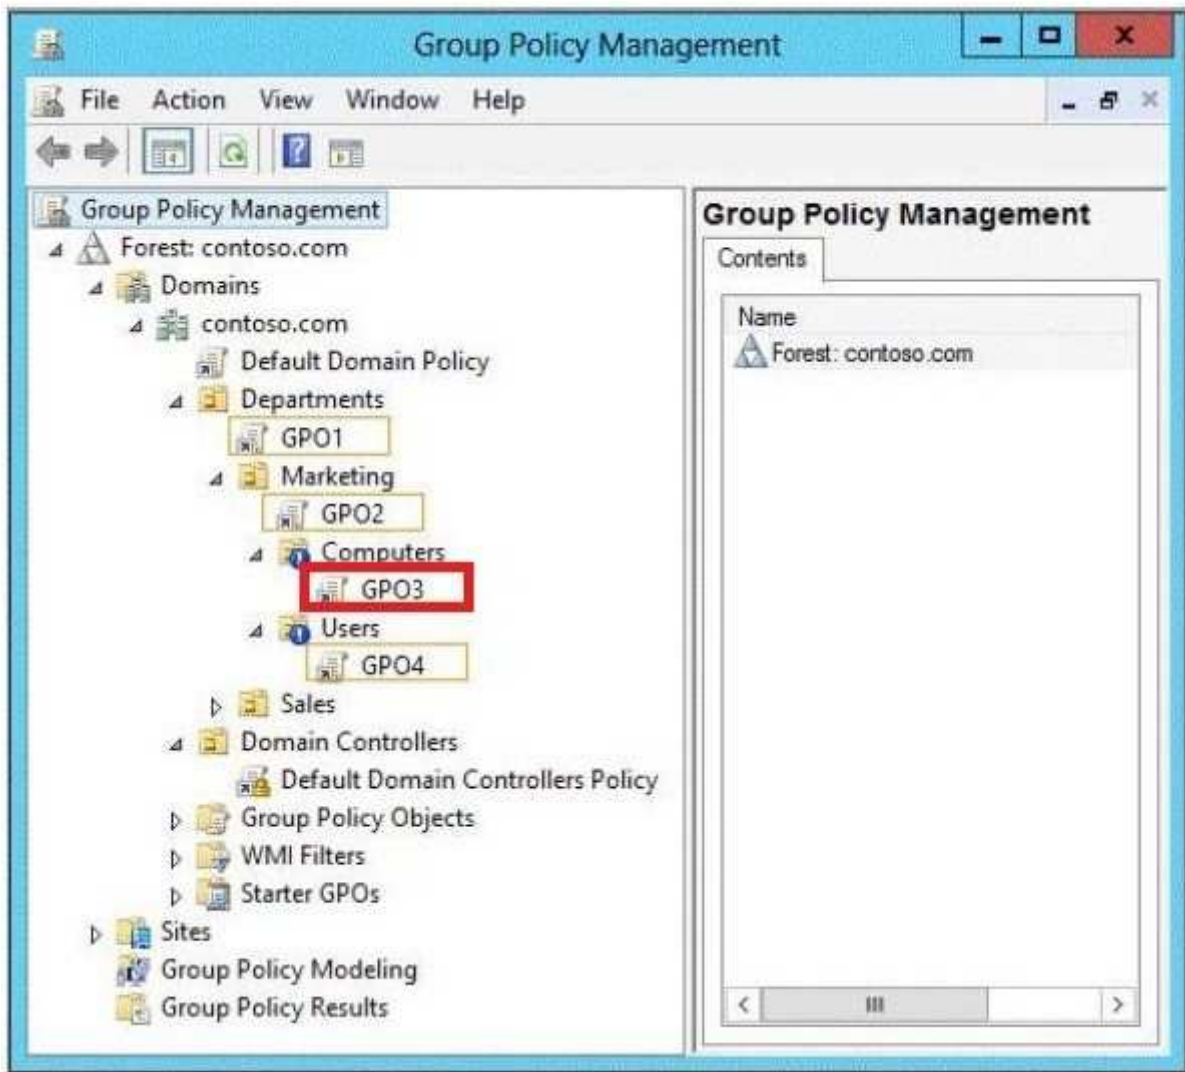 Group Policy Management
File Action View Window Help
Group Policy Management
Forest: contoso.com
Domains
contoso.com
Default Domain Policy
Departments
GPO1
Marketing
GPO2
Computers
GPO3
Users
GPO4
Sales
Domain Controllers
Default Domain Controllers Policy
Group Policy Objects
WMI Filters
Starter GPOs
Sites
Group Policy Modeling
Group Policy Results
Group Policy Management
Contents
Name
Forest: contoso.com